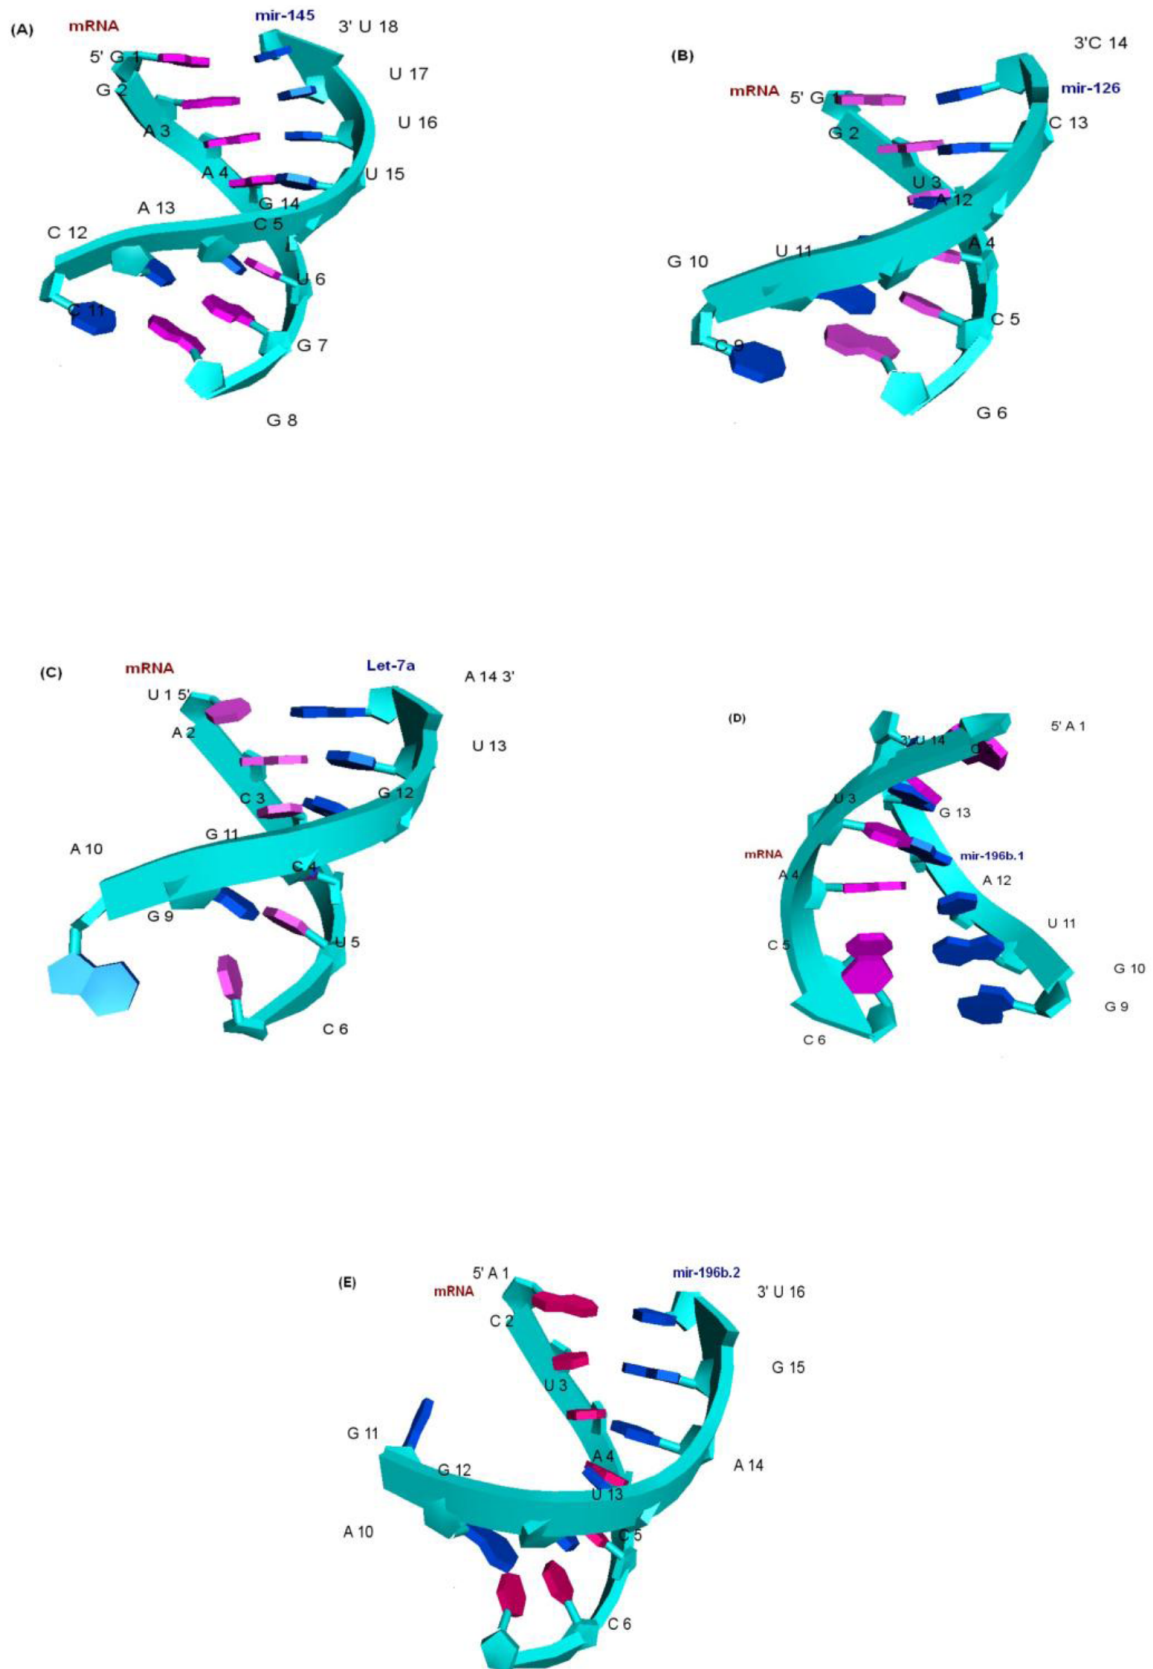 (A)
mRNA
mir-145
3' U 18
5' G 1
U 17
G 2
U 16
A 3
A 4
U 15
G 14
A 13
C 5
C 12
U 6
C 11
G 7
G 8
(B)
3'C 14
mRNA
mir-126
5' G 1
G 2
C 13
U 3
A 12
A 4
U 11
G 10
C 5
C 9
G 6
(C)
mRNA
Let-7a
A 14 3'
U 1 5'
A 2
U 13
C 3
G 12
G 11
A 10
C 4
G 9
U 5
C 6
(D)
5' A 1
3' U 14
U 3
G 13
mRNA
mir-196b.1
A 4
A 12
C 5
U 11
G 10
G 9
C 6
(E)
5' A 1
mir-196b.2
mRNA
3' U 16
C 2
G 15
U 3
G 11
A 4
A 14
G 12
U 13
A 10
C 5
C 6